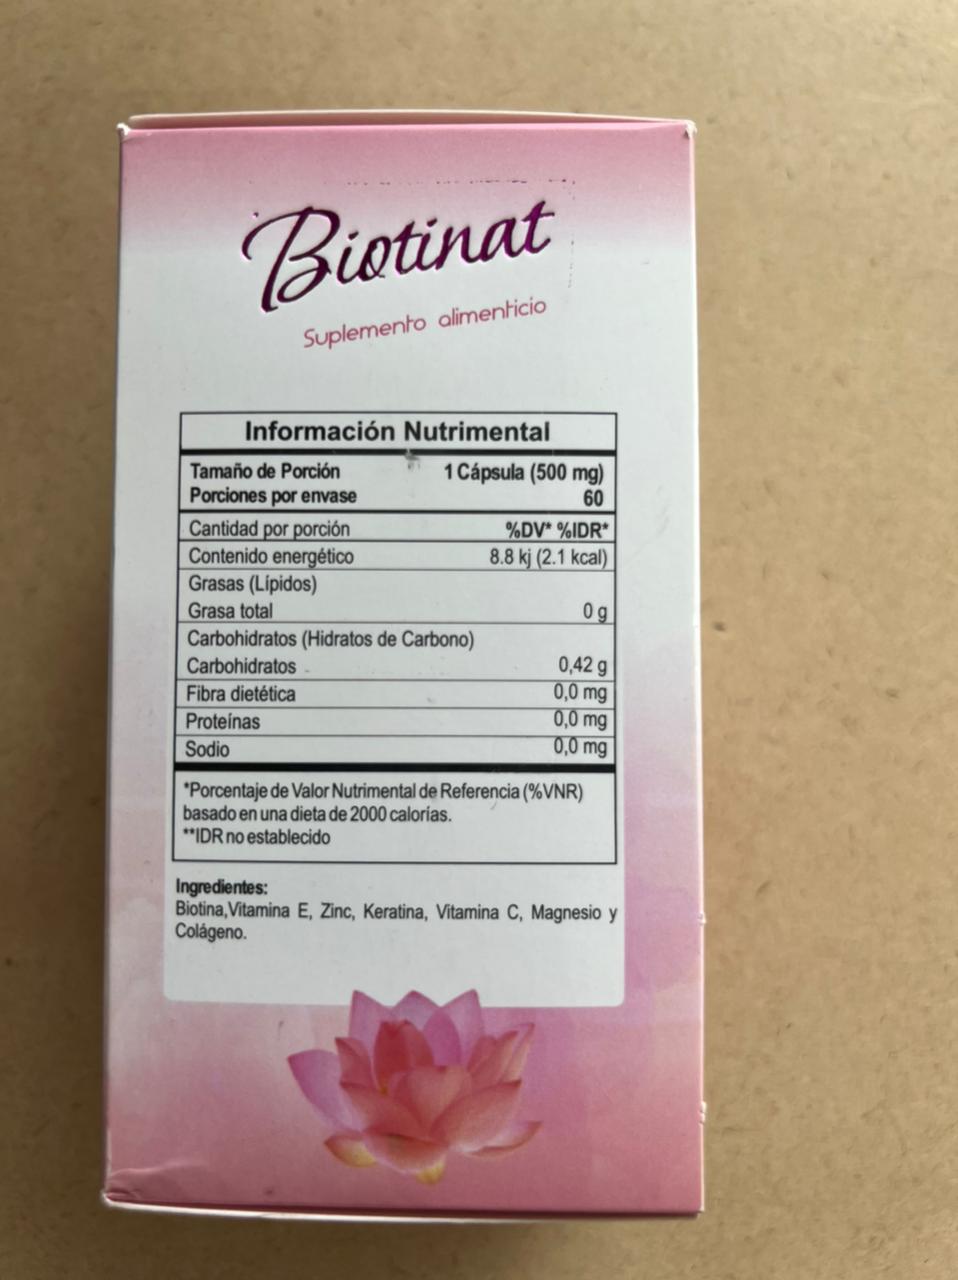 Biotinat
Suplemento alimenticio
Información Nutrimental
Tamaño de Porción 1 Cápsula (500 mg)
Porciones por envase 60
Cantidad por porción %DV* %IDR*
Contenido energético 8.8 kj (2.1 kcal)
Grasas (Lípidos)
Grasa total 0 g
Carbohidratos (Hidratos de Carbono)
Carbohidratos 0,42 g
Fibra dietética 0,0 mg
Proteínas 0,0 mg
Sodio 0,0 mg
*Porcentaje de Valor Nutrimental de Referencia (%VNR)
basado en una dieta de 2000 calorías.
**IDR no establecido
Ingredientes:
Biotina,Vitamina E, Zinc, Keratina, Vitamina C, Magnesio y
Colágeno.